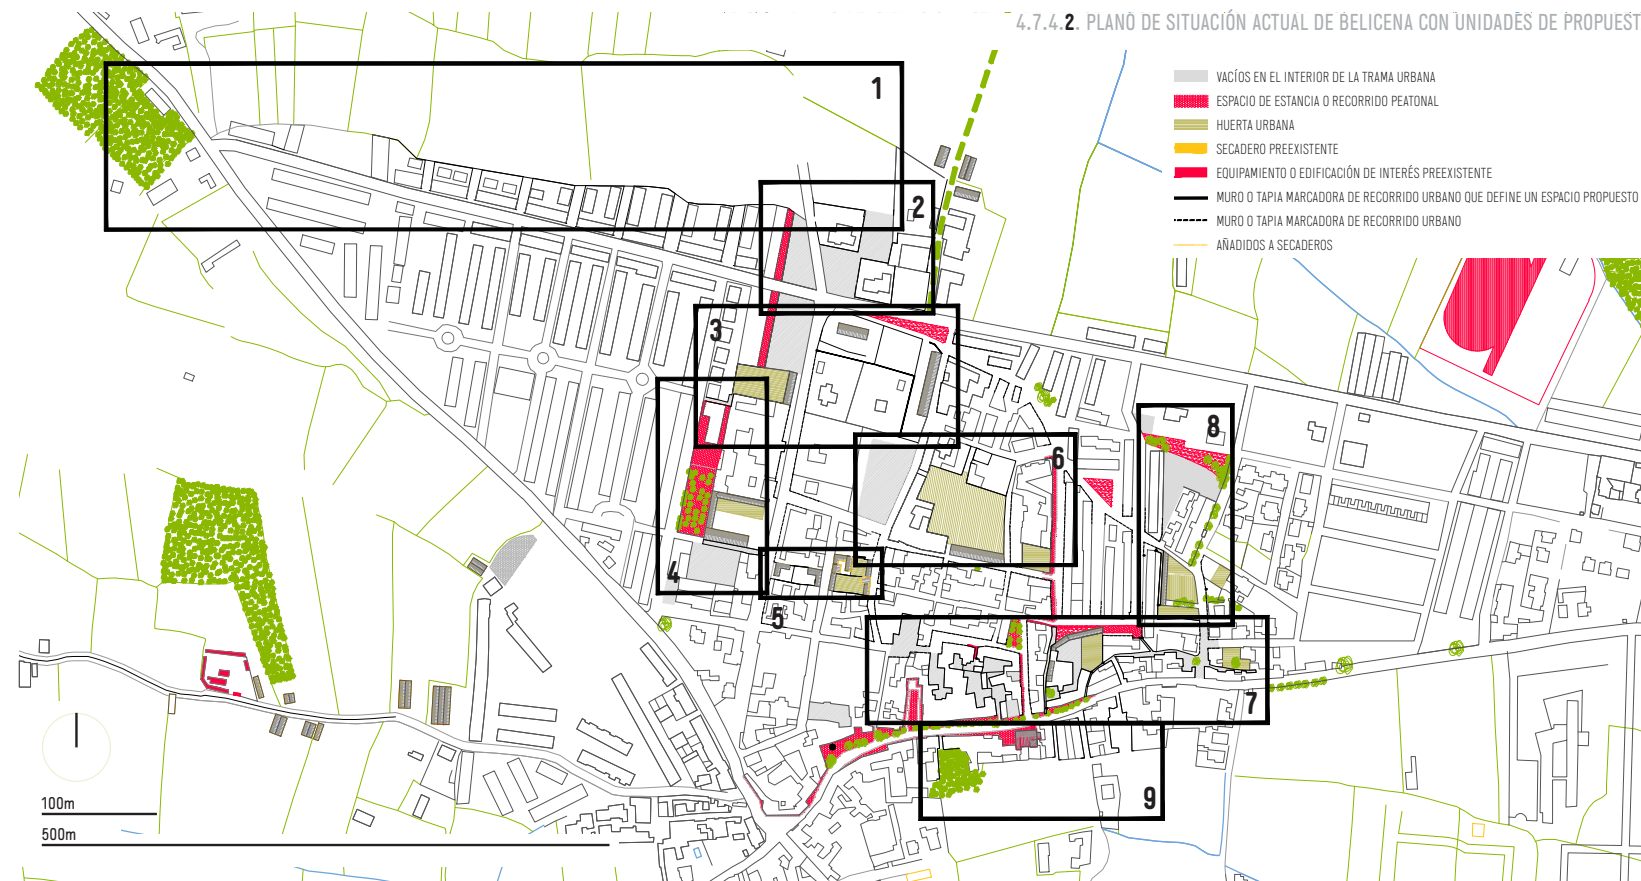 4.7.4.2. PLANO DE SITUACIÓN ACTUAL DE BELICENA CON UNIDADES DE PROPUEST
VACÍOS EN EL INTERIOR DE LA TRAMA URBANA
ESPACIO DE ESTANCIA O RECORRIDO PEATONAL
HUERTA URBANA
SECADERO PREEXISTENTE
EQUIPAMIENTO O EDIFICACIÓN DE INTERÉS PREEXISTENTE
MURO O TAPIA MARCADORA DE RECORRIDO URBANO QUE DEFINE UN ESPACIO PROPUESTO
MURO O TAPIA MARCADORA DE RECORRIDO URBANO
AÑADIDOS A SECADEROS
1
2
3
4
5
6
7
8
9
100m
500m